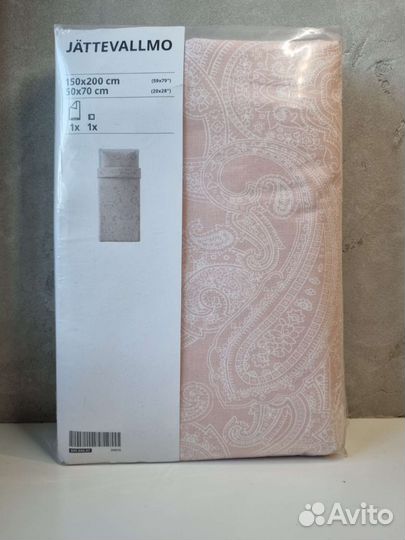 JÄTTEVALLMO
150x200 cm (59x79")
50x70 cm (20x28")
1x 1x
Avito